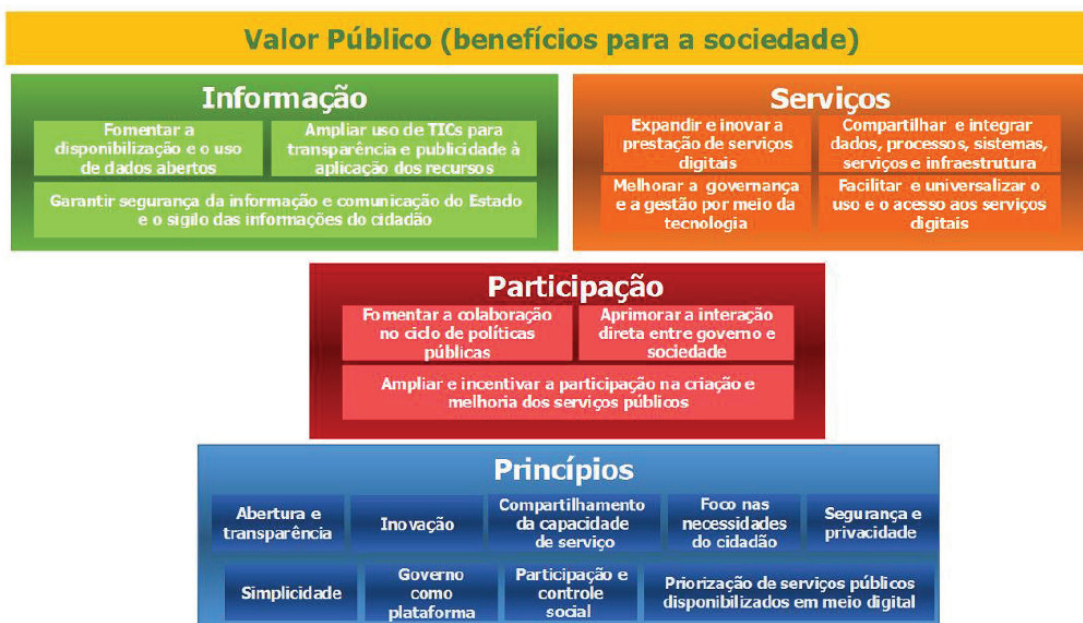 Valor Público (benefícios para a sociedade)
Informação
Fomentar a
disponibilização e o uso
de dados abertos
Ampliar uso de TICs para
transparência e publicidade à
aplicação dos recursos
Garantir segurança da informação e comunicação do Estado
e o sigilo das informações do cidadão
Serviços
Expandir e inovar a
prestação de serviços
digitais
Compartilhar e integrar
dados, processos, sistemas,
serviços e infraestrutura
Melhorar a governança
e a gestão por meio da
tecnologia
Facilitar e universalizar o
uso e o acesso aos serviços
digitais
Participação
Fomentar a colaboração
no ciclo de políticas
públicas
Aprimorar a interação
direta entre governo e
sociedade
Ampliar e incentivar a participação na criação e
melhoria dos serviços públicos
Princípios
Abertura e
transparência
Inovação
Compartilhamento
da capacidade
de serviço
Foco nas
necessidades
do cidadão
Segurança e
privacidade
Simplicidade
Governo
como
plataforma
Participação e
controle
social
Priorização de serviços públicos
disponibilizados em meio digital